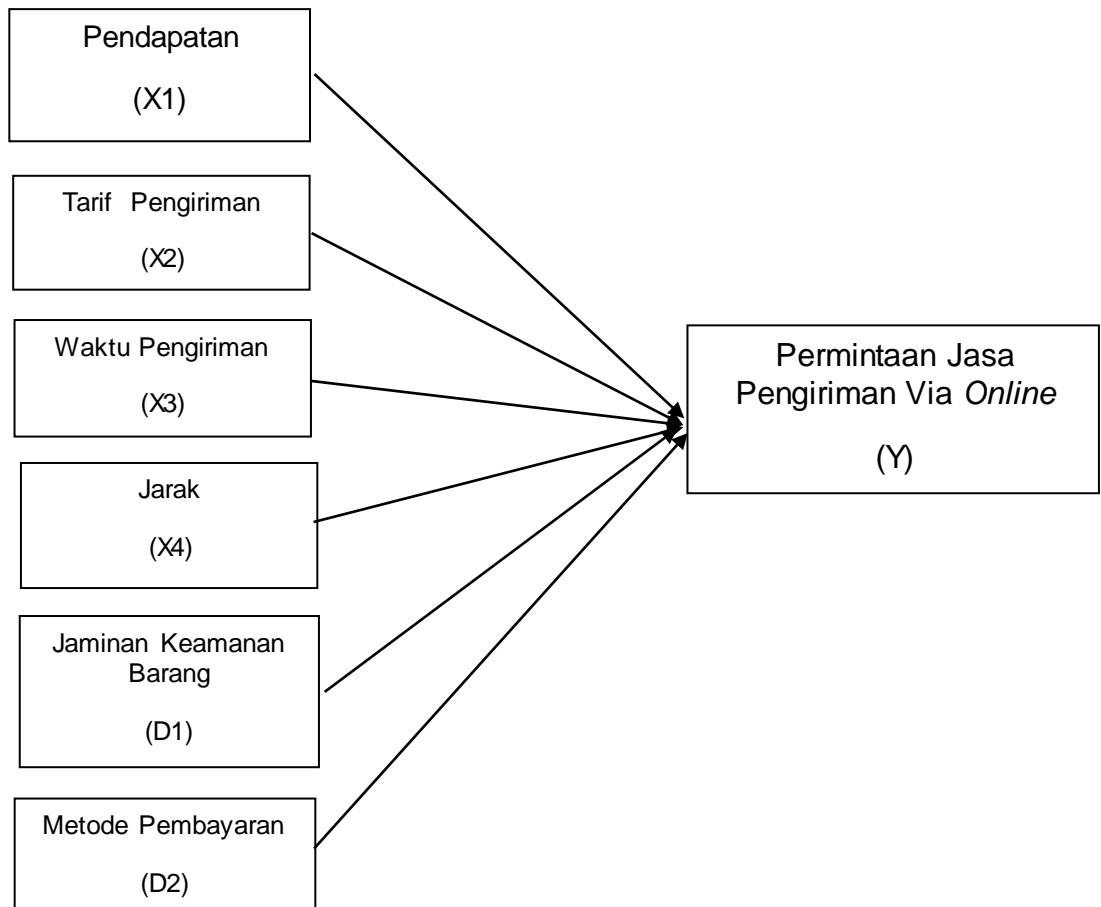 Pendapatan
(X1)
Tarif Pengiriman
(X2)
Waktu Pengiriman
(X3)
Jarak
(X4)
Jaminan Keamanan
Barang
(D1)
Metode Pembayaran
(D2)
Permintaan Jasa
Pengiriman Via Online
(Y)